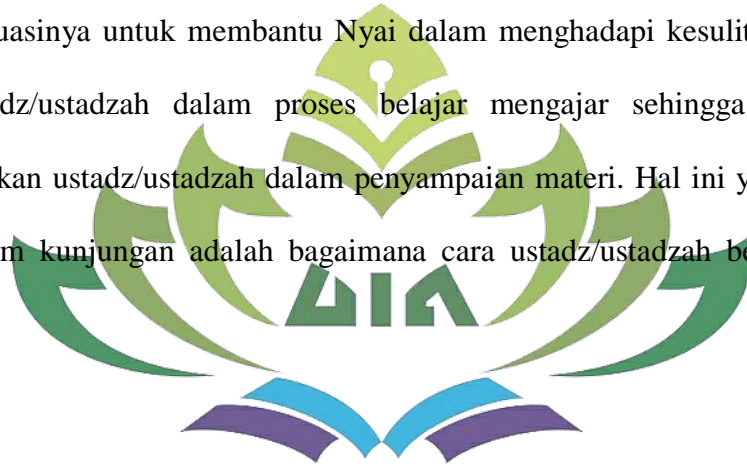 uasinya untuk membantu Nyai dalam menghadapi kesulit
dz/ustadzah dalam proses belajar mengajar sehingga
kan ustadz/ustadzah dalam penyampaian materi. Hal ini y
m kunjungan adalah bagaimana cara ustadz/ustadzah be
UIN